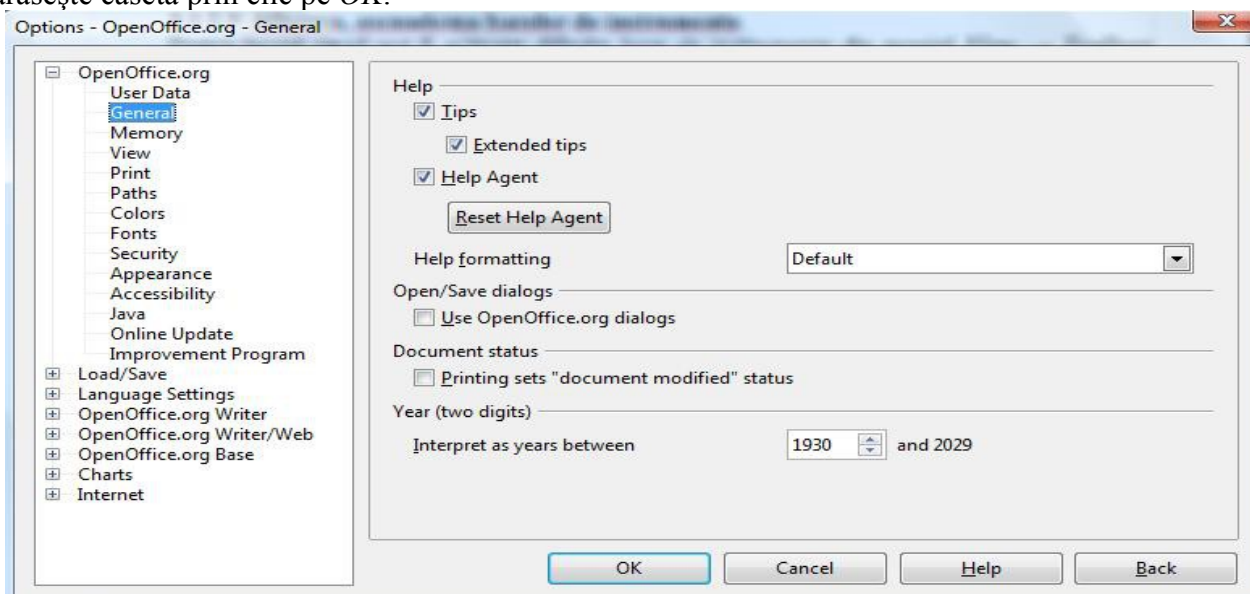 prin clic pe OK.
Options - OpenOffice.org - General
OpenOffice.org
User Data
General
Memory
View
Print
Paths
Colors
Fonts
Security
Appearance
Accessibility
Java
Online Update
Improvement Program
Load/Save
Language Settings
OpenOffice.org Writer
OpenOffice.org Writer/Web
OpenOffice.org Base
Charts
Internet
Help
Tips
Extended tips
Help Agent
Reset Help Agent
Help formatting Default
Open/Save dialogs
Use OpenOffice.org dialogs
Document status
Printing sets "document modified" status
Year (two digits)
Interpret as years between 1930 and 2029
OK Cancel Help Back